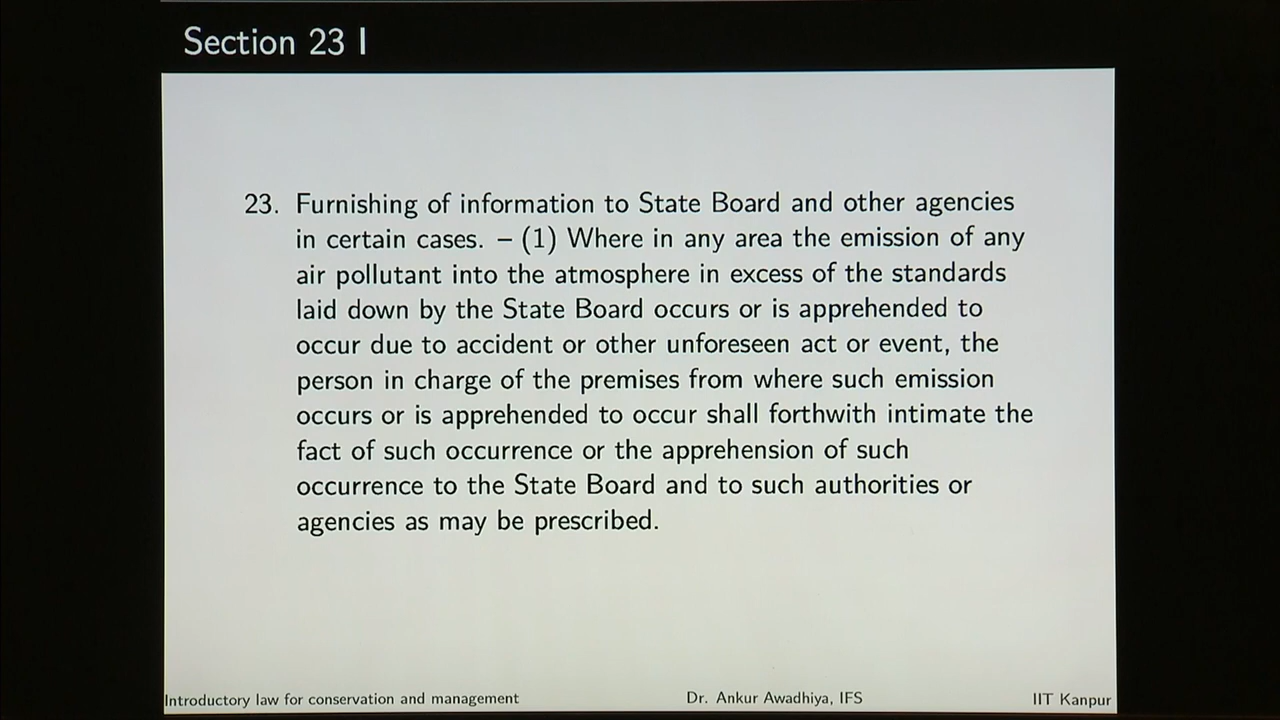 Section 23 I
23. Furnishing of information to State Board and other agencies
in certain cases. – (1) Where in any area the emission of any
air pollutant into the atmosphere in excess of the standards
laid down by the State Board occurs or is apprehended to
occur due to accident or other unforeseen act or event, the
person in charge of the premises from where such emission
occurs or is apprehended to occur shall forthwith intimate the
fact of such occurrence or the apprehension of such
occurrence to the State Board and to such authorities or
agencies as may be prescribed.
Introductory law for conservation and management Dr. Ankur Awadhiya, IFS IIT Kanpur